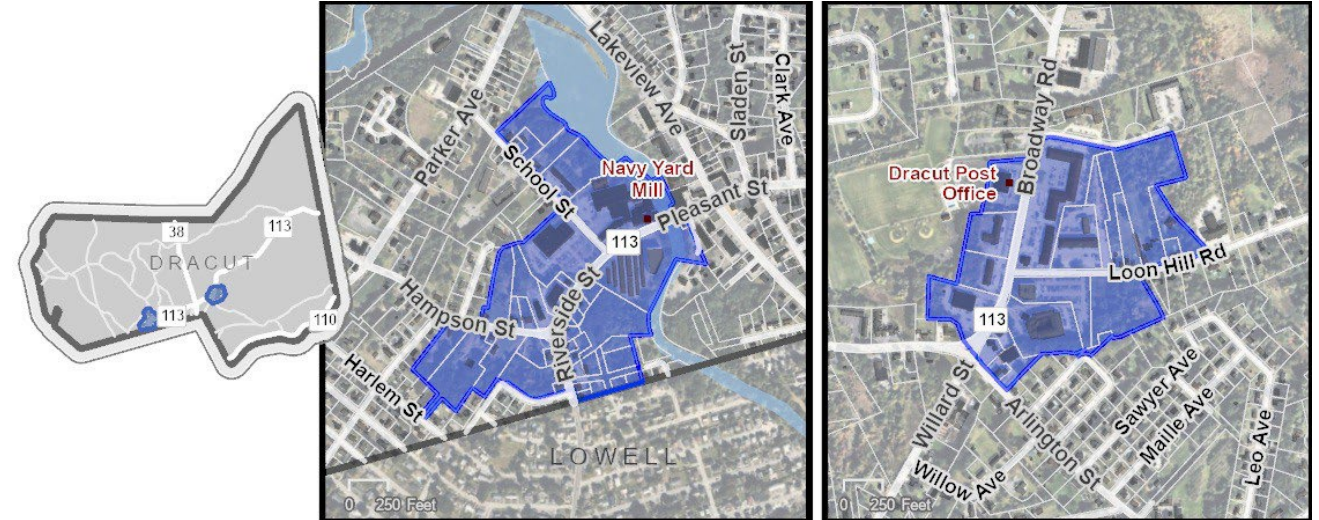 38
113
DRACUT
113
110
Parker Ave
Lakeview Ave
Sladen St
Clark Ave
School St
Navy Yard
Mill
Pleasant St
113
Hampson St
Riverside St
Harlem St
LOWELL
0 250 Feet
Broadway Rd
Dracut Post
Office
Loon Hill Rd
113
Willard St
Arlington St
Sawyer Ave
Maille Ave
Leo Ave
Willow Ave
0 250 Feet